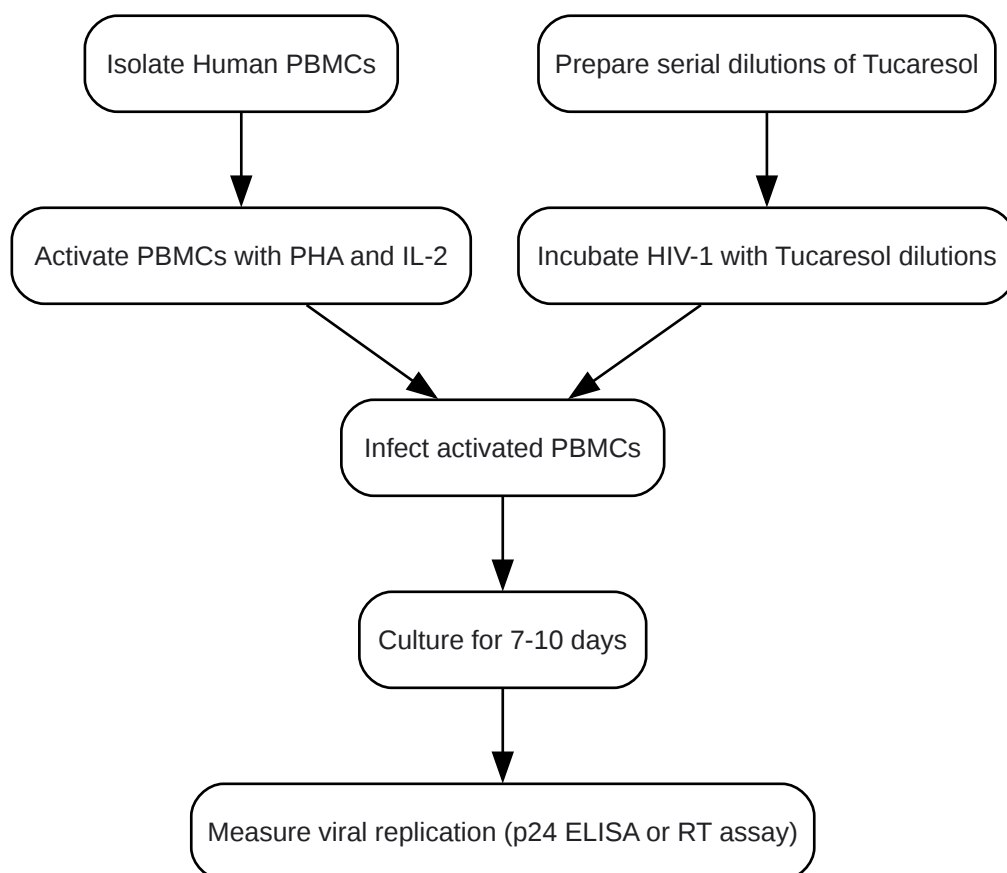 Isolate Human PBMCs
Prepare serial dilutions of Tucaresol
Activate PBMCs with PHA and IL-2
Incubate HIV-1 with Tucaresol dilutions
Infect activated PBMCs
Culture for 7-10 days
Measure viral replication (p24 ELISA or RT assay)